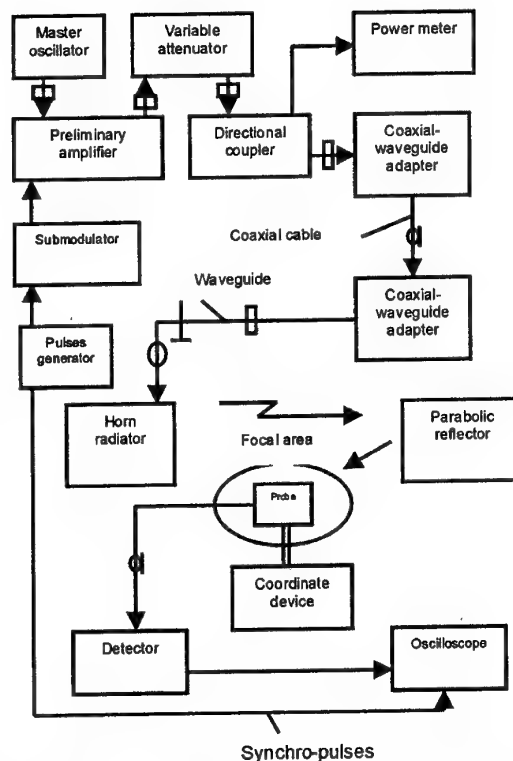 Master
oscillator
Variable
attenuator
Power meter
Preliminary
amplifier
Directional
coupler
Coaxial-
waveguide
adapter
Submodulator
Coaxial cable
Waveguide
Coaxial-
waveguide
adapter
Pulses
generator
Horn
radiator
Focal area
Parabolic
reflector
Probe
Coordinate
device
Detector
Oscilloscope
Synchro-pulses